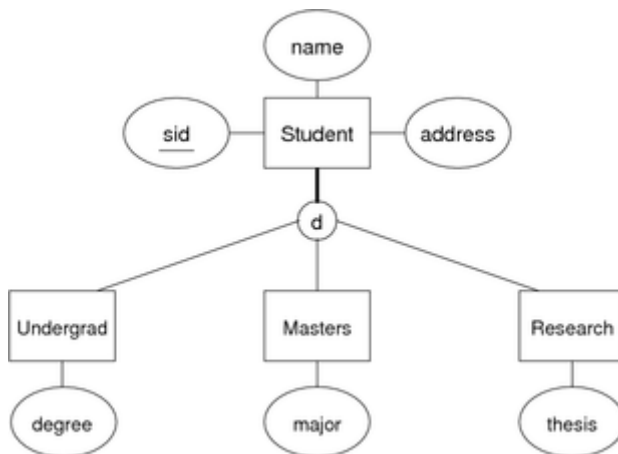 name
sid
Student
address
d
Undergrad
Masters
Research
degree
major
thesis